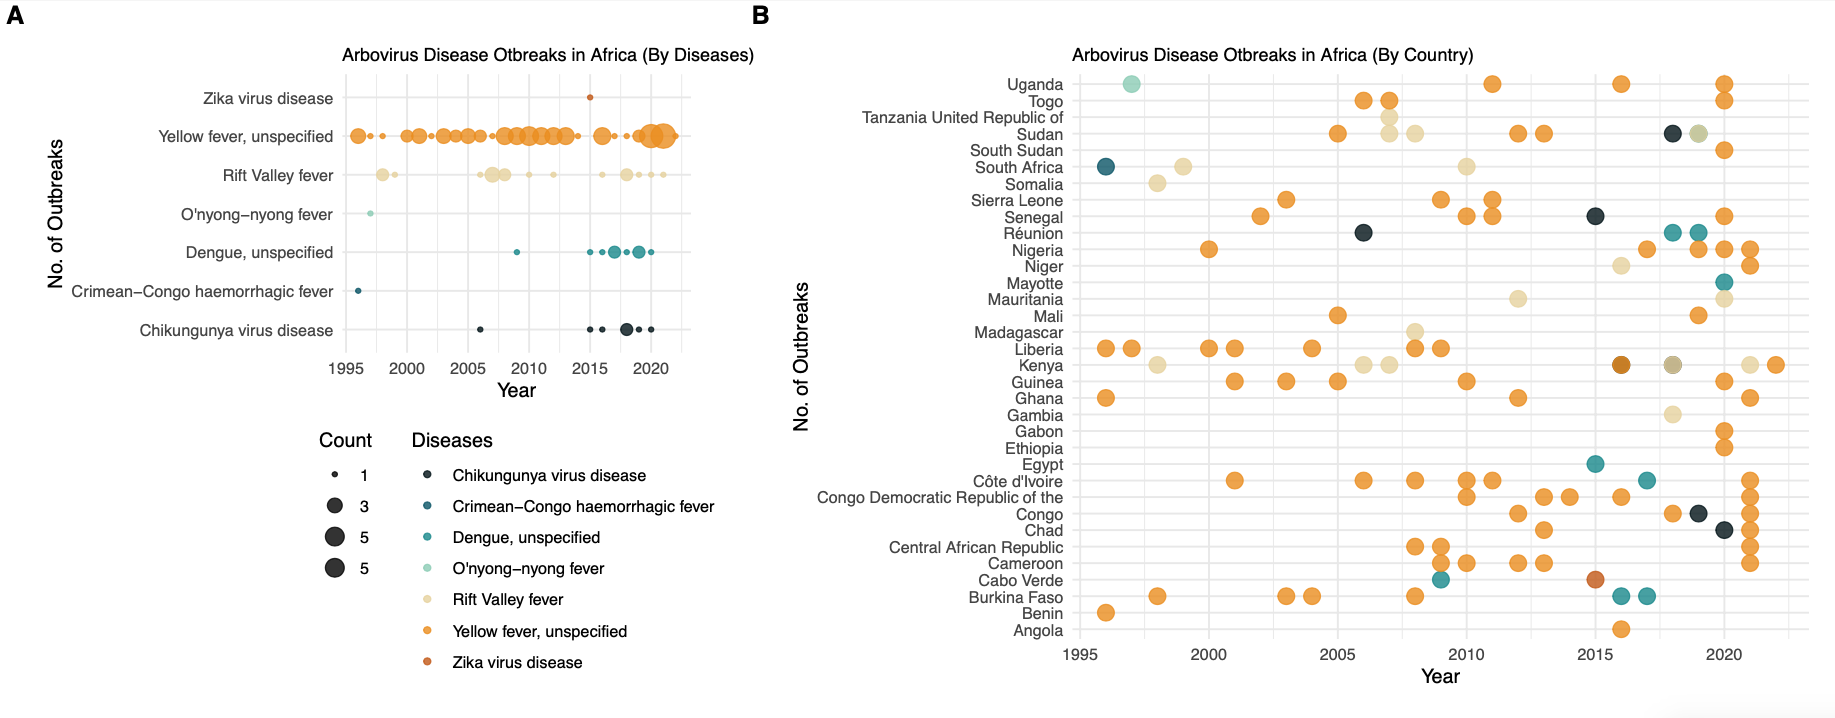 A
Arbovirus Disease Otbreaks in Africa (By Diseases)
No. of Outbreaks
Zika virus disease
Yellow fever, unspecified
Rift Valley fever
O'nyong−nyong fever
Dengue, unspecified
Crimean−Congo haemorrhagic fever
Chikungunya virus disease
1995 2000 2005 2010 2015 2020
Year
Count
1
3
5
5
Diseases
Chikungunya virus disease
Crimean−Congo haemorrhagic fever
Dengue, unspecified
O'nyong−nyong fever
Rift Valley fever
Yellow fever, unspecified
Zika virus disease
B
Arbovirus Disease Otbreaks in Africa (By Country)
No. of Outbreaks
Uganda
Togo
Tanzania United Republic of
Sudan
South Sudan
South Africa
Somalia
Sierra Leone
Senegal
Réunion
Nigeria
Niger
Mayotte
Mauritania
Mali
Madagascar
Liberia
Kenya
Guinea
Ghana
Gambia
Gabon
Ethiopia
Egypt
Côte d'Ivoire
Congo Democratic Republic of the
Congo
Chad
Central African Republic
Cameroon
Cabo Verde
Burkina Faso
Benin
Angola
1995 2000 2005 2010 2015 2020
Year